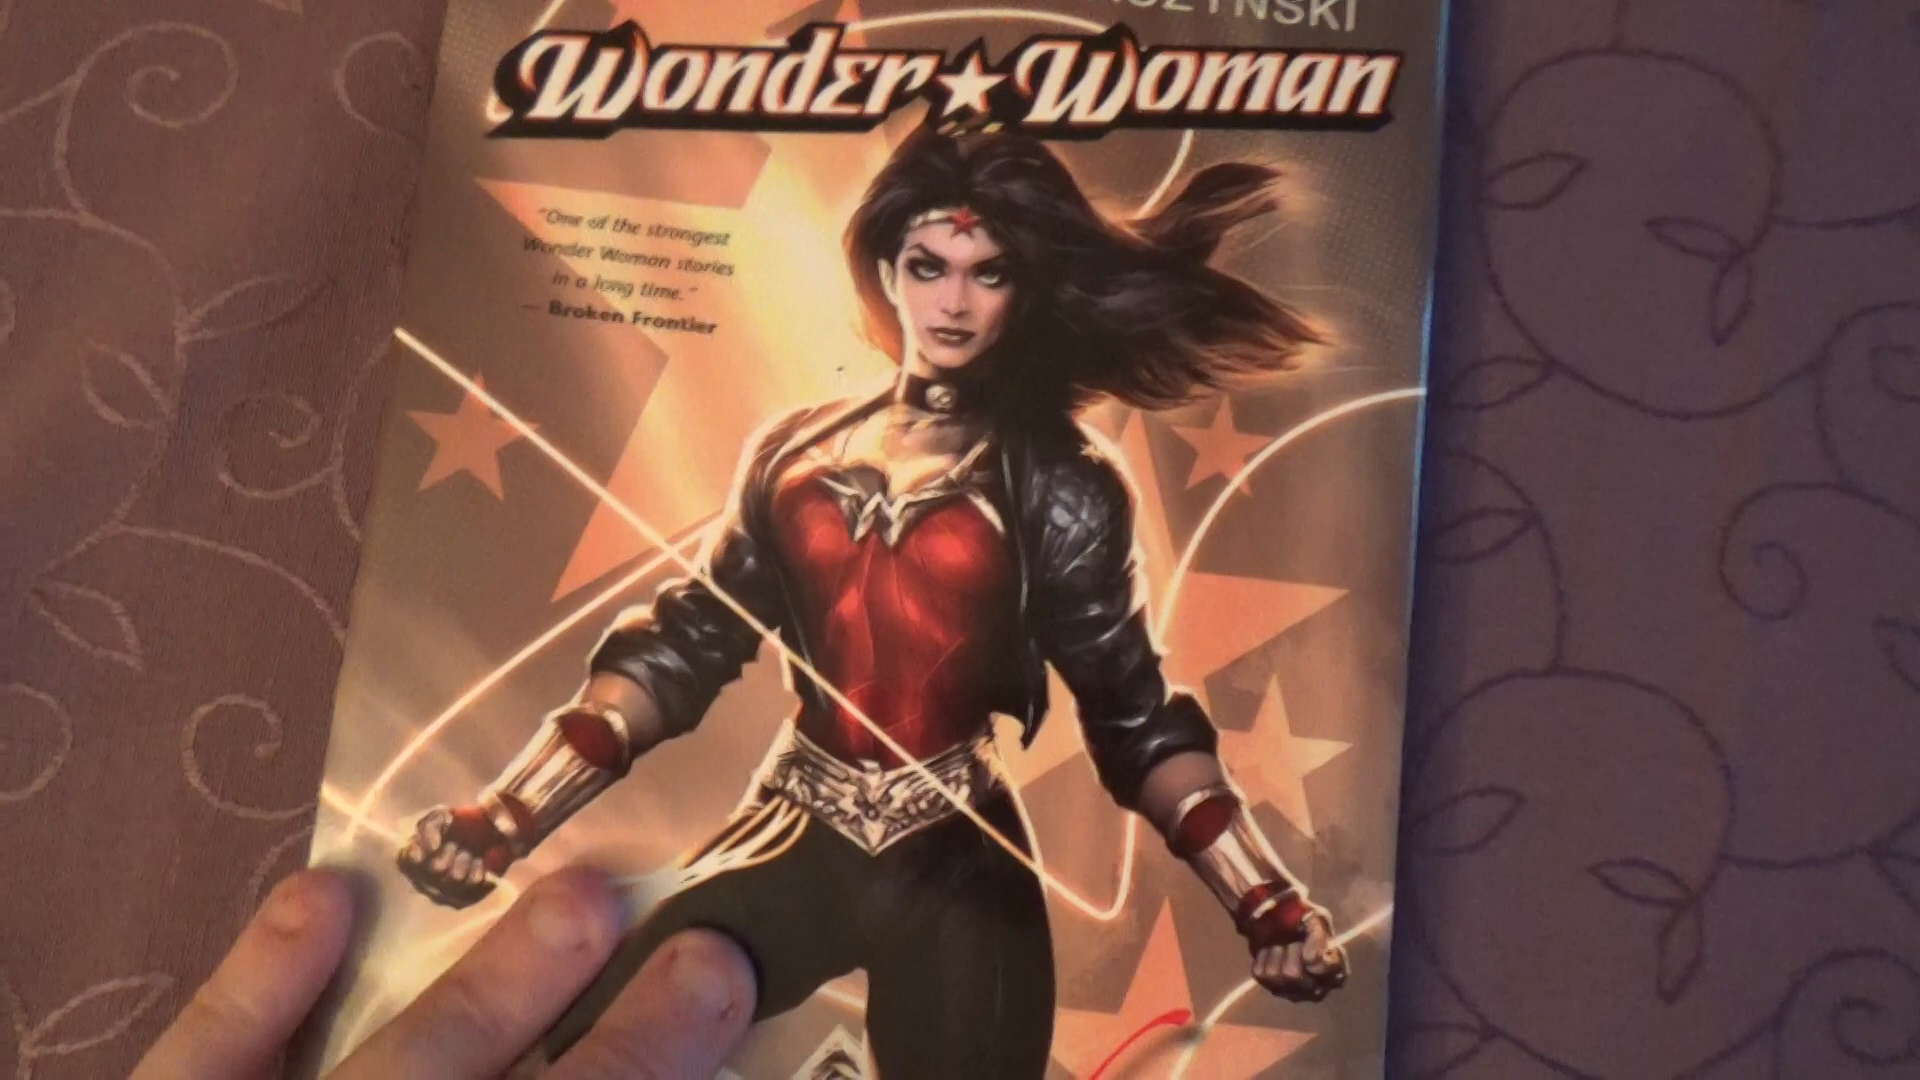 Wonder★Woman
"One of the strongest
Wonder Woman stories
in a long time."
— Broken Frontier